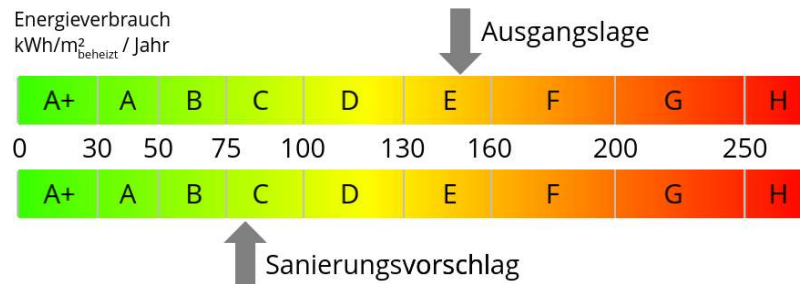 Energieverbrauch
kWh/m²beheizt / Jahr
Ausgangslage
A+ A B C D E F G H
0 30 50 75 100 130 160 200 250
A+ A B C D E F G H
Sanierungsvorschlag